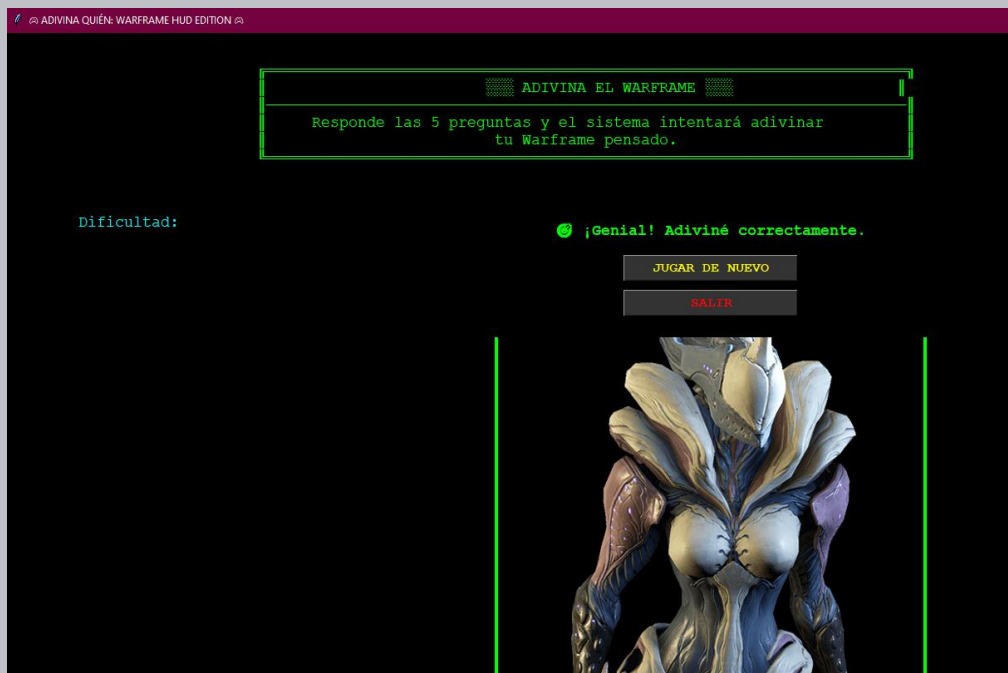 ADIVINA QUIÉN: WARFRAME HUD EDITION
ADIVINA EL WARFRAME
Responde las 5 preguntas y el sistema intentará adivinar
tu Warframe pensado.
Dificultad:
¡Genial! Adiviné correctamente.
JUGAR DE NUEVO
SALIR